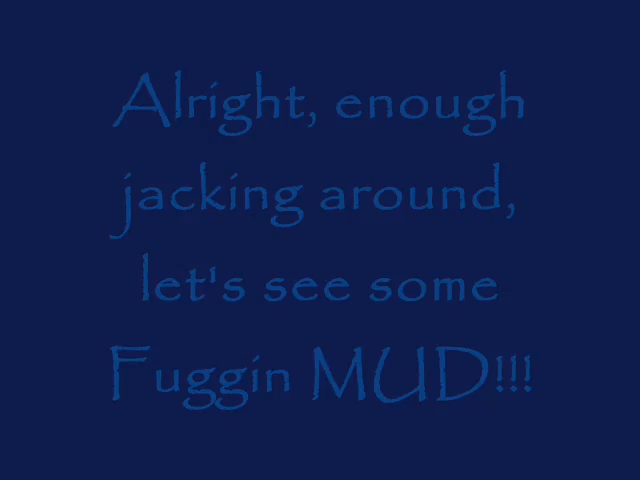 Alright, enough
jacking around,
let's see some
Fuggin MUD!!!